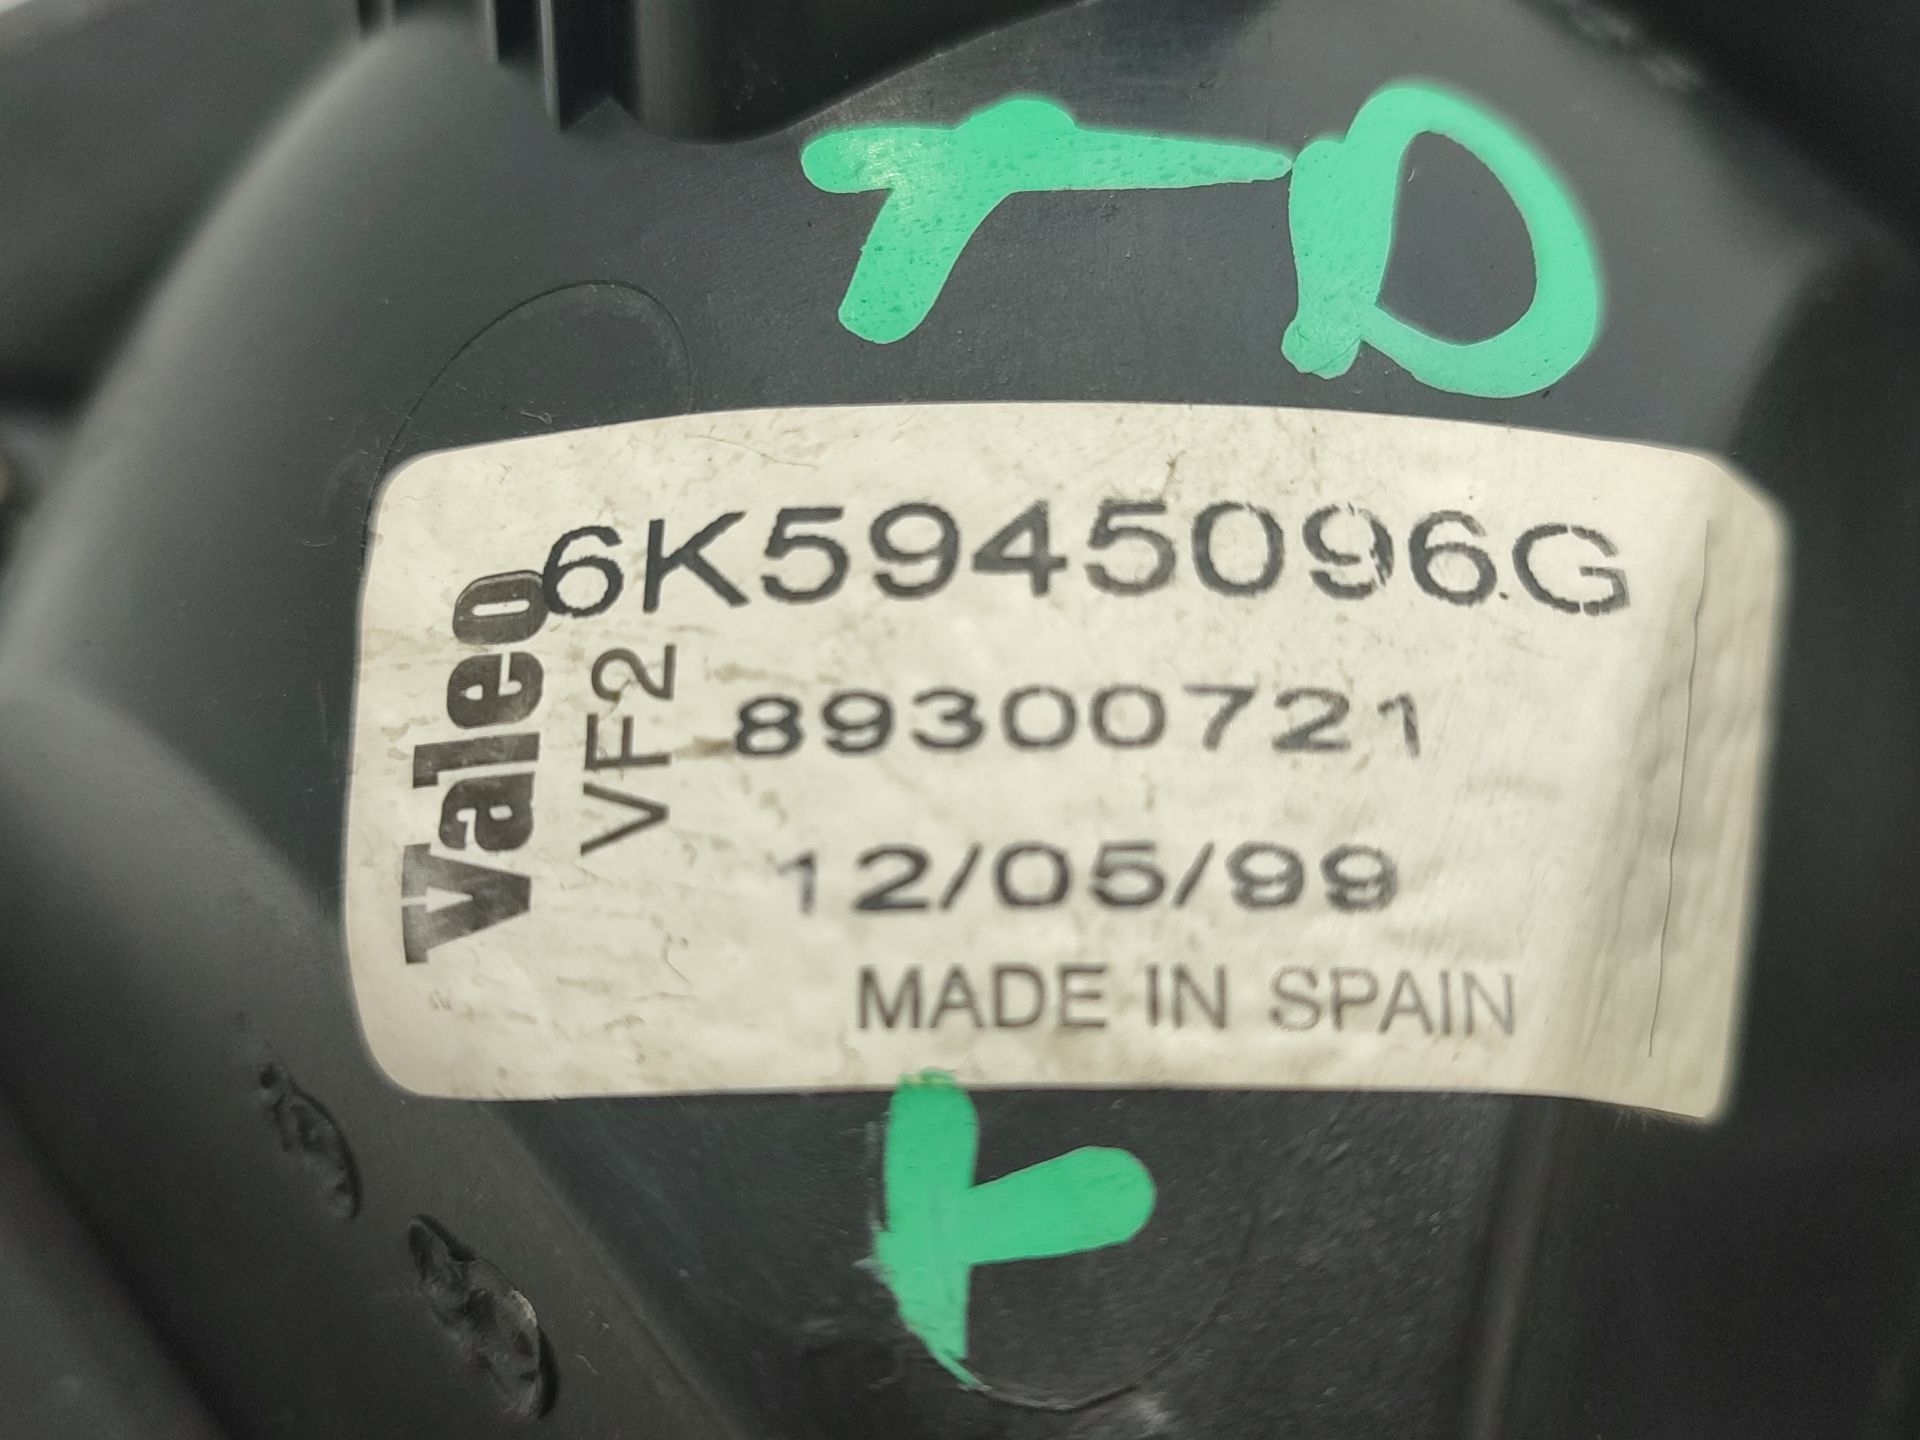 TD
6K5945096G
Valeo
VF2
89300721
12/05/99
MADE IN SPAIN